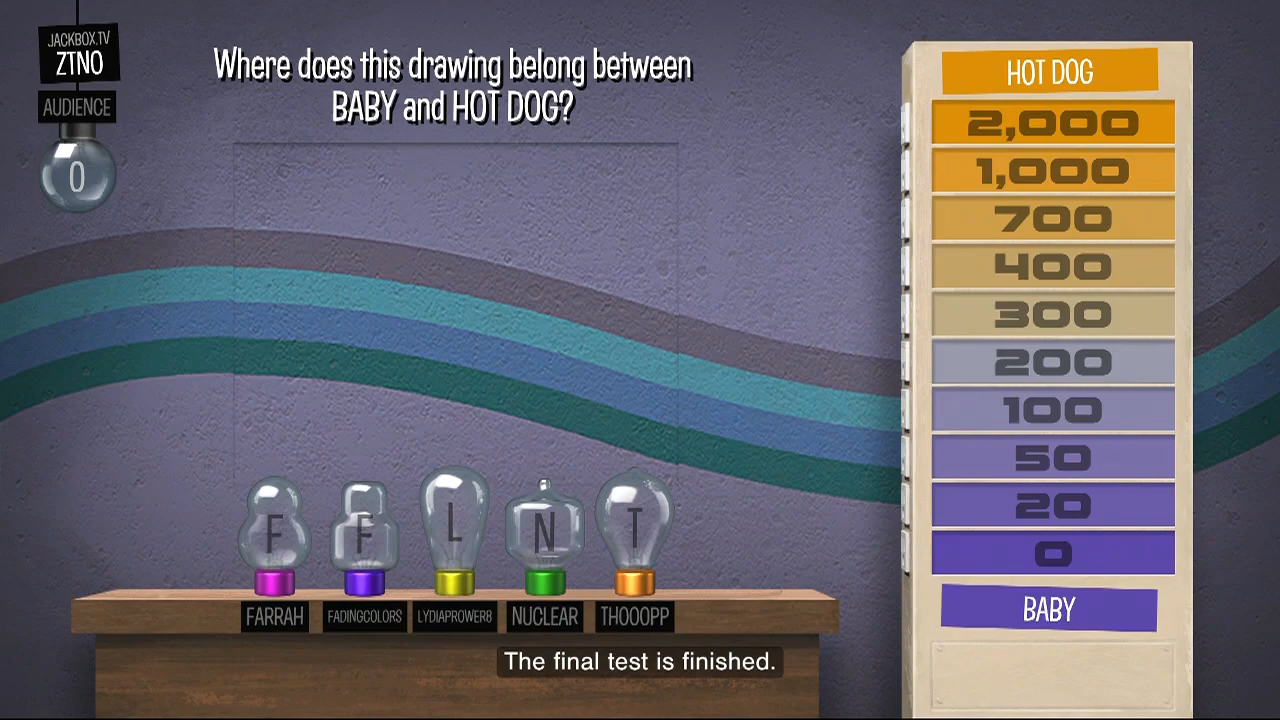 JACKBOX.TV
ZTNO
AUDIENCE
0
Where does this drawing belong between
BABY and HOT DOG?
HOT DOG
2,000
1,000
700
400
300
200
100
50
20
0
BABY
F
F
L
N
T
FARRAH
FADINGCOLORS
LYDIAPROWER8
NUCLEAR
THOOOPP
The final test is finished.